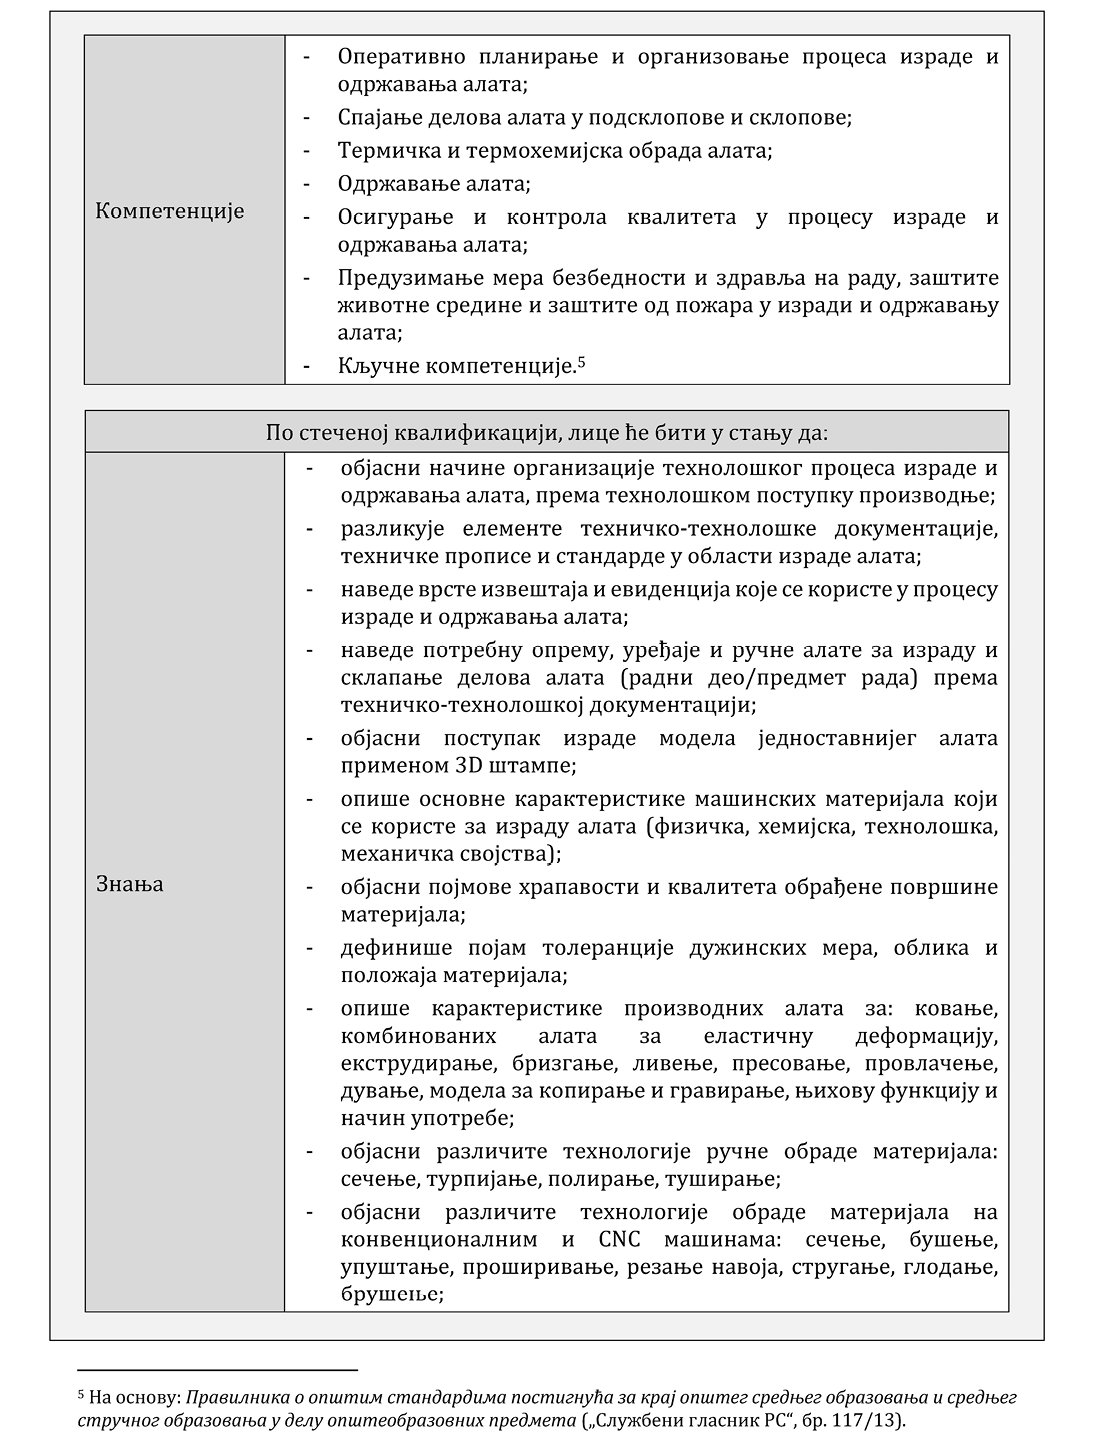 - Оперативно планирање и организовање процеса израде и
одржавања алата;
- Спајање делова алата у подсклопове и склопове;
- Термичка и термохемијска обрада алата;
- Одржавање алата;
Компетенције
- Осигурање и контрола квалитета у процесу израде и
одржавања алата;
- Предузимање мера безбедности и здравља на раду, заштите
животне средине и заштите од пожара у изради и одржавању
алата;
- Кључне компетенције.⁵
По стеченој квалификацији, лице ће бити у стању да:
- објасни начине организације технолошког процеса израде и
одржавања алата, према технолошком поступку производње;
- разликује елементе техничко-технолошке документације,
техничке прописе и стандарде у области израде алата;
- наведе врсте извештаја и евиденција које се користе у процесу
израде и одржавања алата;
- наведе потребну опрему, уређаје и ручне алате за израду и
склапање делова алата (радни део/предмет рада) према
техничко-технолошкој документацији;
- објасни поступак израде модела једноставнијег алата
применом 3D штампе;
- опише основне карактеристике машинских материјала који
се користе за израду алата (физичка, хемијска, технолошка,
механичка својства);
Знања
- објасни појмове храпавости и квалитета обрађене површине
материјала;
- дефинише појам толеранције дужинских мера, облика и
положаја материјала;
- опише карактеристике производних алата за: ковање,
комбинованих алата за еластичну деформацију,
екструдирање, бризгање, ливење, пресовање, провлачење,
дување, модела за копирање и гравирање, њихову функцију и
начин употребе;
- објасни различите технологије ручне обраде материјала:
сечење, турпијање, полирање, туширање;
- објасни различите технологије обраде материјала на
конвенционалним и CNC машинама: сечење, бушење,
упуштање, проширивање, резање навоја, стругање, глодање,
брушење;
⁵ На основу: Правилника о општим стандардима постигнућа за крај општег средњег образовања и средњег
стручног образовања у делу општеобразовних предмета („Службени гласник РС“, бр. 117/13).